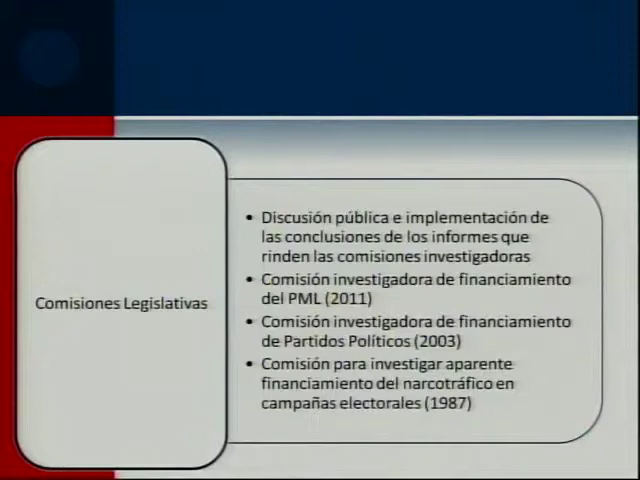 Comisiones Legislativas
• Discusión pública e implementación de
las conclusiones de los informes que
rinden las comisiones investigadoras
• Comisión investigadora de financiamiento
del PML (2011)
• Comisión investigadora de financiamiento
de Partidos Políticos (2003)
• Comisión para investigar aparente
financiamiento del narcotráfico en
campañas electorales (1987)